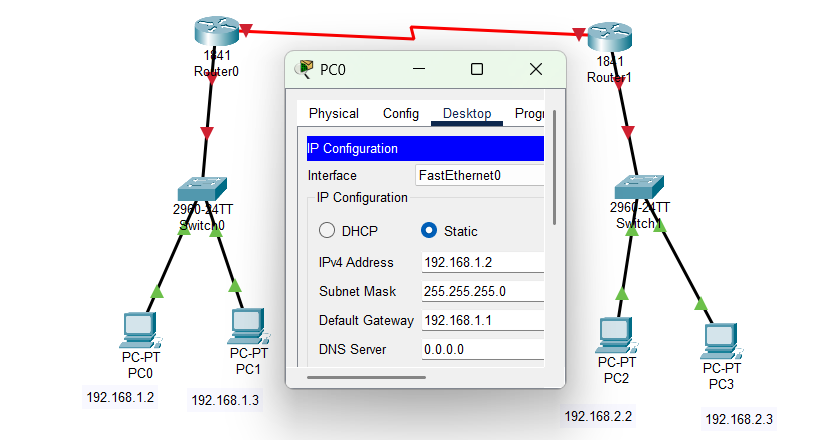 1841
Router0
1841
Router1
PC0
Physical Config Desktop Progr
IP Configuration
Interface FastEthernet0
IP Configuration
DHCP Static
IPv4 Address 192.168.1.2
Subnet Mask 255.255.255.0
Default Gateway 192.168.1.1
DNS Server 0.0.0.0
2960-24TT
Switch0
2960-24TT
Switch1
PC-PT
PC0
PC-PT
PC1
PC-PT
PC2
PC-PT
PC3
192.168.1.2
192.168.1.3
192.168.2.2
192.168.2.3